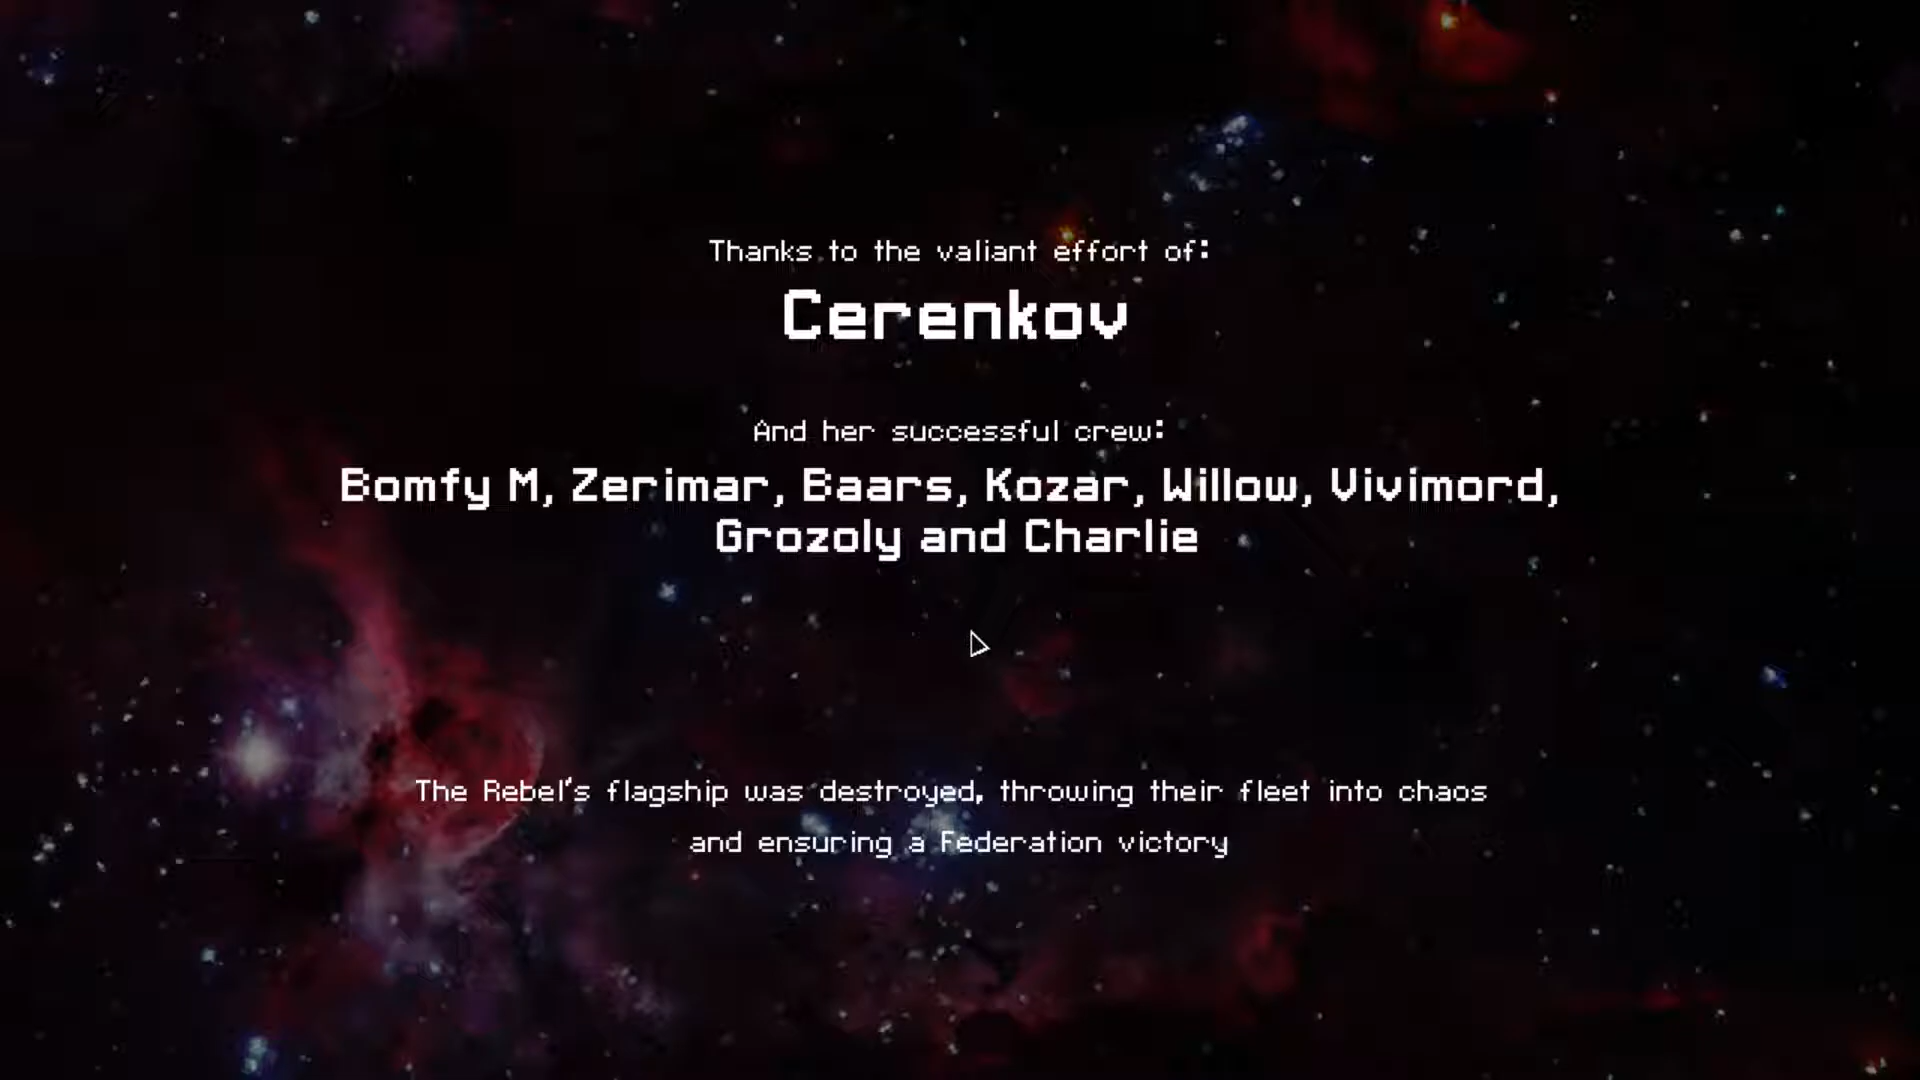 Thanks to the valiant effort of:
Cerenkov
And her successful crew:
Bomfy M, Zerimar, Baars, Kozar, Willow, Vivimord,
Grozoly and Charlie
The Rebel's flagship was destroyed, throwing their fleet into chaos
and ensuring a Federation victory